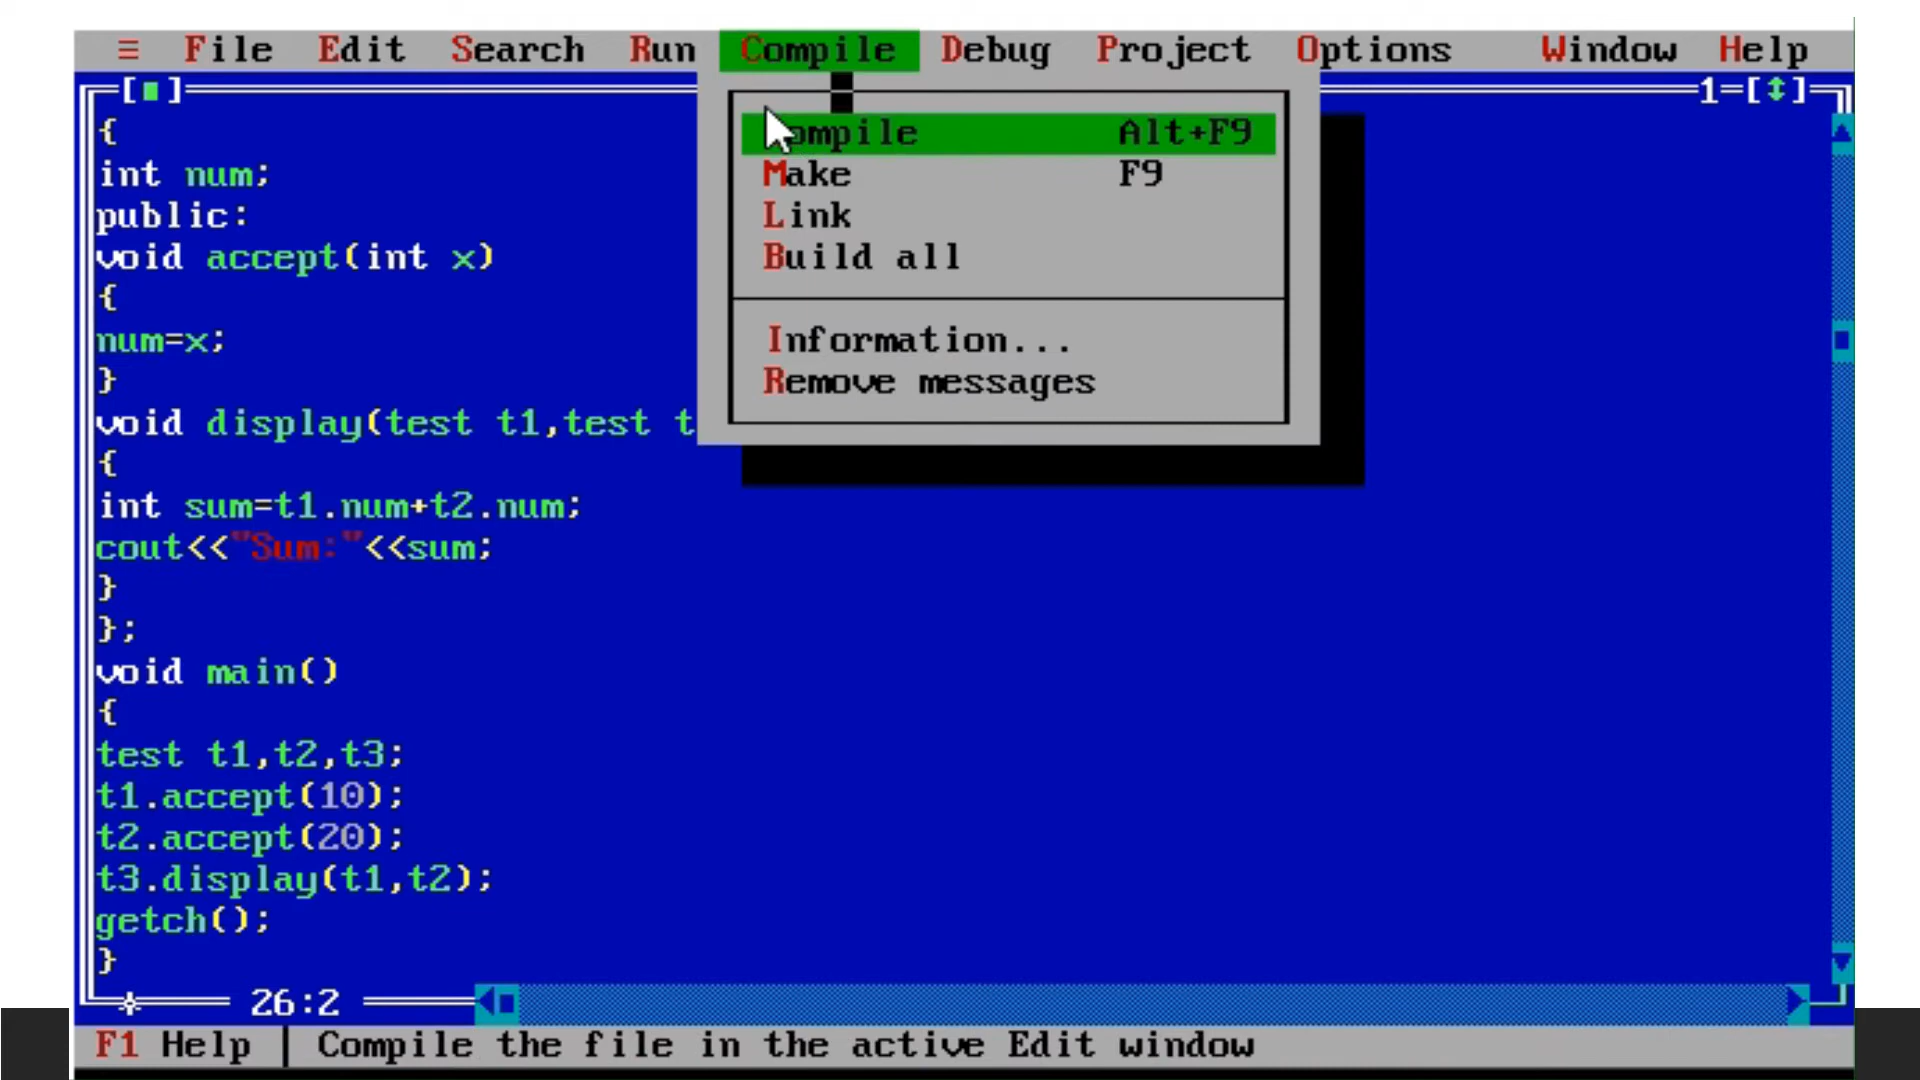 ≡ File Edit Search Run Compile Debug Project Options Window Help
1
Compile Alt+F9
Make F9
Link
Build all
Information...
Remove messages
{
int num;
public:
void accept(int x)
{
num=x;
}
void display(test t1,test t
{
int sum=t1.num+t2.num;
cout<<"Sum:"<<sum;
}
};
void main()
{
test t1,t2,t3;
t1.accept(10);
t2.accept(20);
t3.display(t1,t2);
getch();
}
26:2
F1 Help | Compile the file in the active Edit window